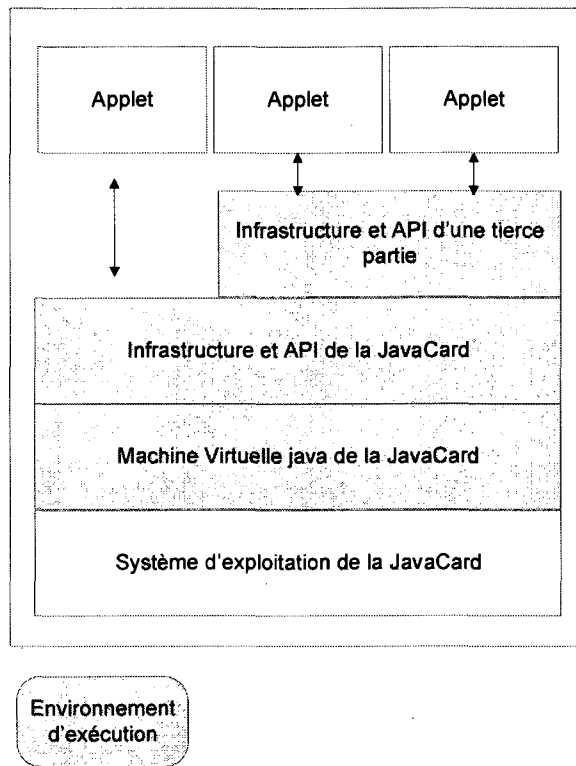 Applet
Applet
Applet
Infrastructure et API d'une tierce
partie
Infrastructure et API de la JavaCard
Machine Virtuelle java de la JavaCard
Système d'exploitation de la JavaCard
Environnement
d'exécution